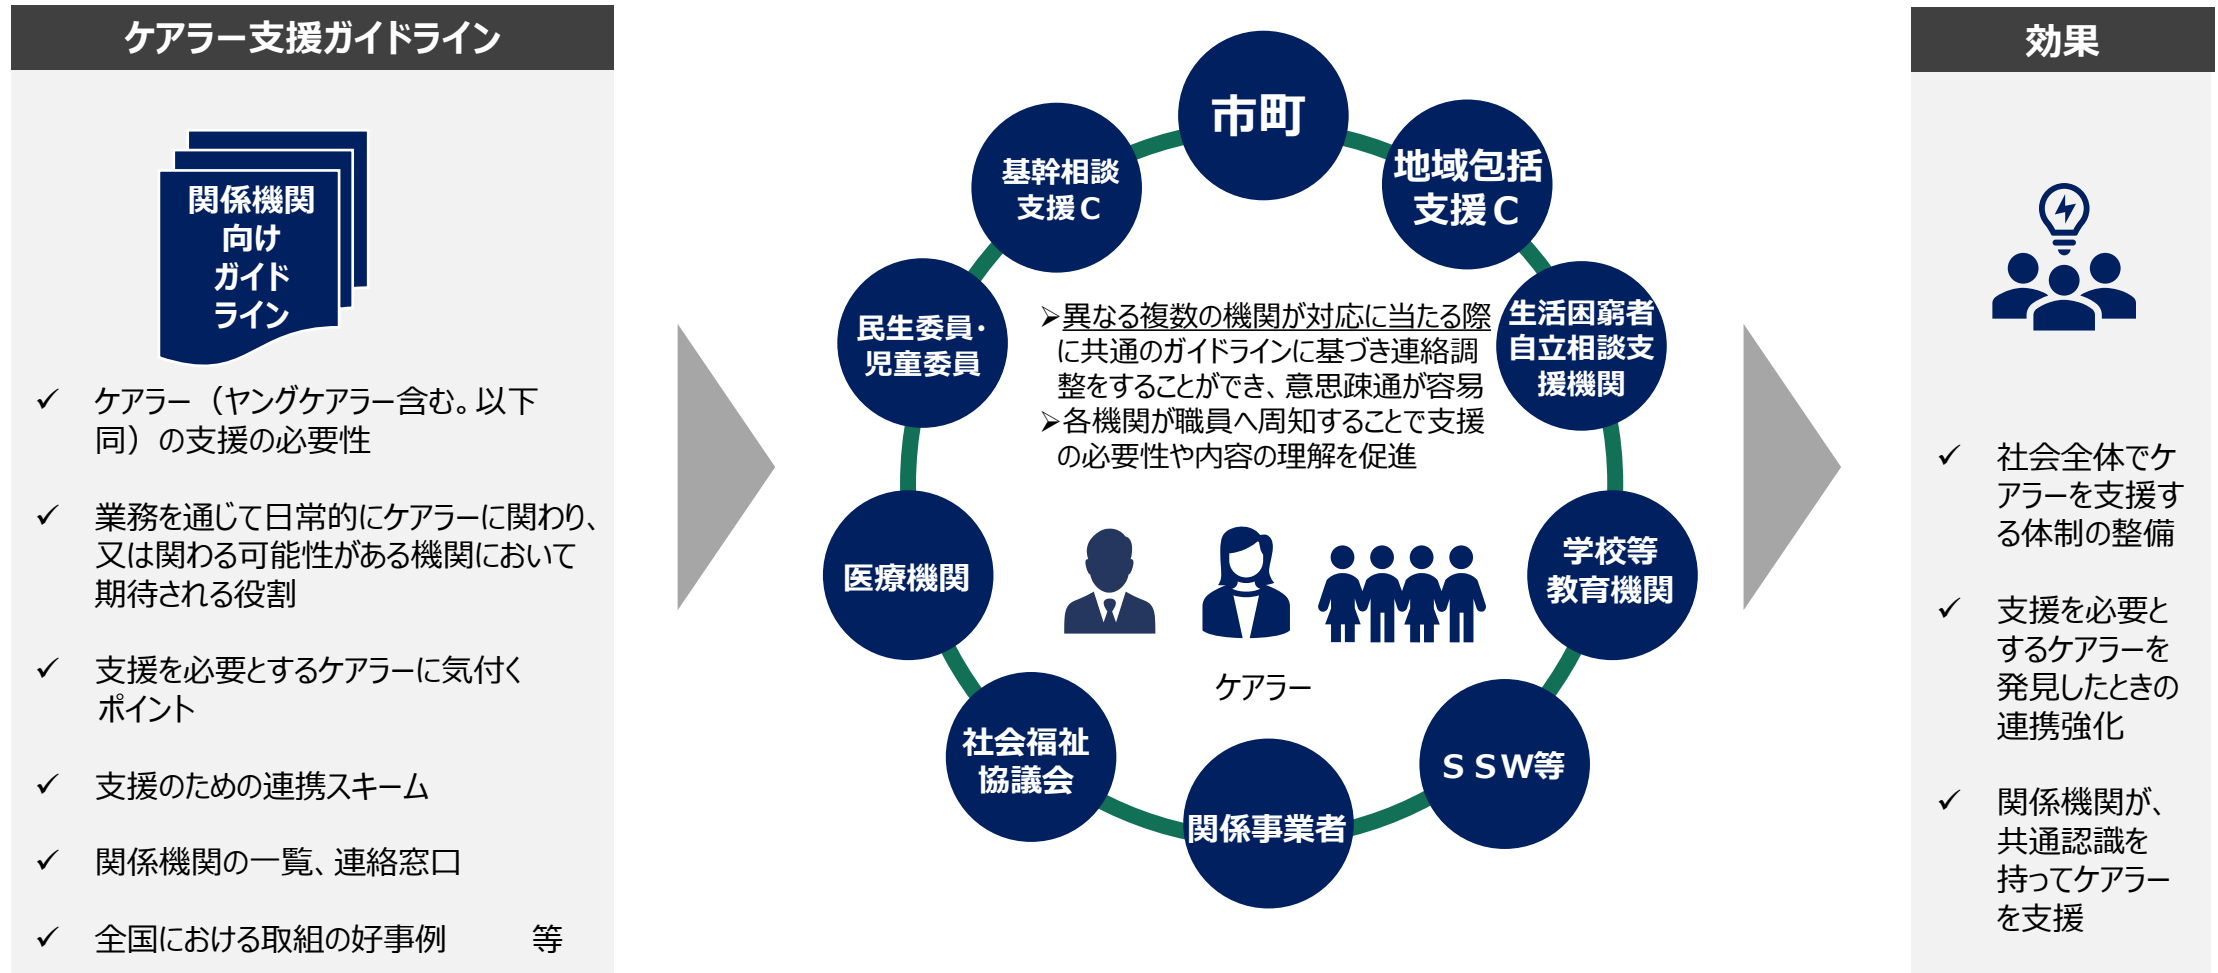 ケアラー支援ガイドライン
関係機関
向け
ガイド
ライン
ケアラー（ヤングケアラー含む。以下
同）の支援の必要性
業務を通じて日常的にケアラーに関わり、
又は関わる可能性がある機関において
期待される役割
支援を必要とするケアラーに気付く
ポイント
支援のための連携スキーム
関係機関の一覧、連絡窓口
全国における取組の好事例 等
市町
地域包括
支援C
生活困窮者
自立相談支
援機関
学校等
教育機関
ＳＳＷ等
関係事業者
社会福祉
協議会
医療機関
民生委員・
児童委員
基幹相談
支援C
➢異なる複数の機関が対応に当たる際
に共通のガイドラインに基づき連絡調
整をすることができ、意思疎通が容易
➢各機関が職員へ周知することで支援
の必要性や内容の理解を促進
ケアラー
効果
社会全体でケ
アラーを支援す
る体制の整備
支援を必要と
するケアラーを
発見したときの
連携強化
関係機関が、
共通認識を
持ってケアラー
を支援